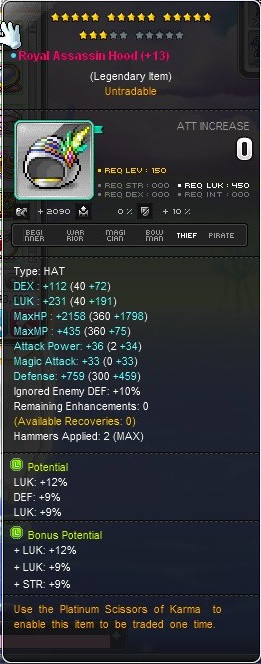 Royal Assassin Hood (+13)
(Legendary Item)
Untradable
ATT INCREASE
0
REQ LEV : 150
REQ STR : 000 REQ LUK : 450
REQ DEX : 000 REQ INT : 000
+ 2090 0 % + 10 %
BEGINNER WARRIOR MAGICIAN BOWMAN THIEF PIRATE
Type: HAT
DEX : +112 (40 +72)
LUK : +231 (40 +191)
MaxHP : +2158 (360 +1798)
MaxMP : +435 (360 +75)
Attack Power: +36 (2 +34)
Magic Attack: +33 (0 +33)
Defense: +759 (300 +459)
Ignored Enemy DEF: +10%
Remaining Enhancements: 0
(Available Recoveries: 0)
Hammers Applied: 2 (MAX)
Potential
LUK: +12%
DEF: +9%
LUK: +9%
Bonus Potential
+ LUK: +12%
+ LUK: +9%
+ STR: +9%
Use the Platinum Scissors of Karma to
enable this item to be traded one time.